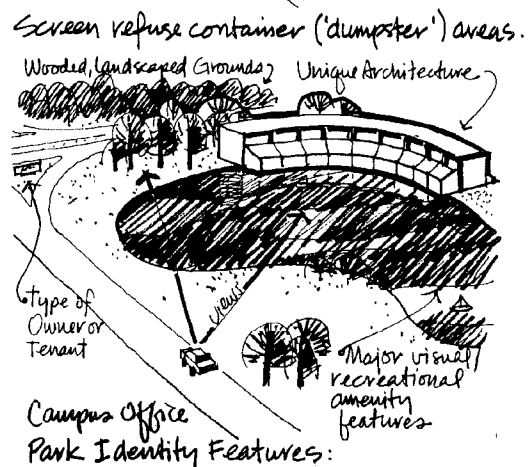 Screen refuse container ('dumpster') areas.
Wooded, Landscaped Grounds
Unique Architecture
views
Type of
Owner or
Tenant
Major visual/
recreational
amenity
features
Campus Office
Park Identity Features: